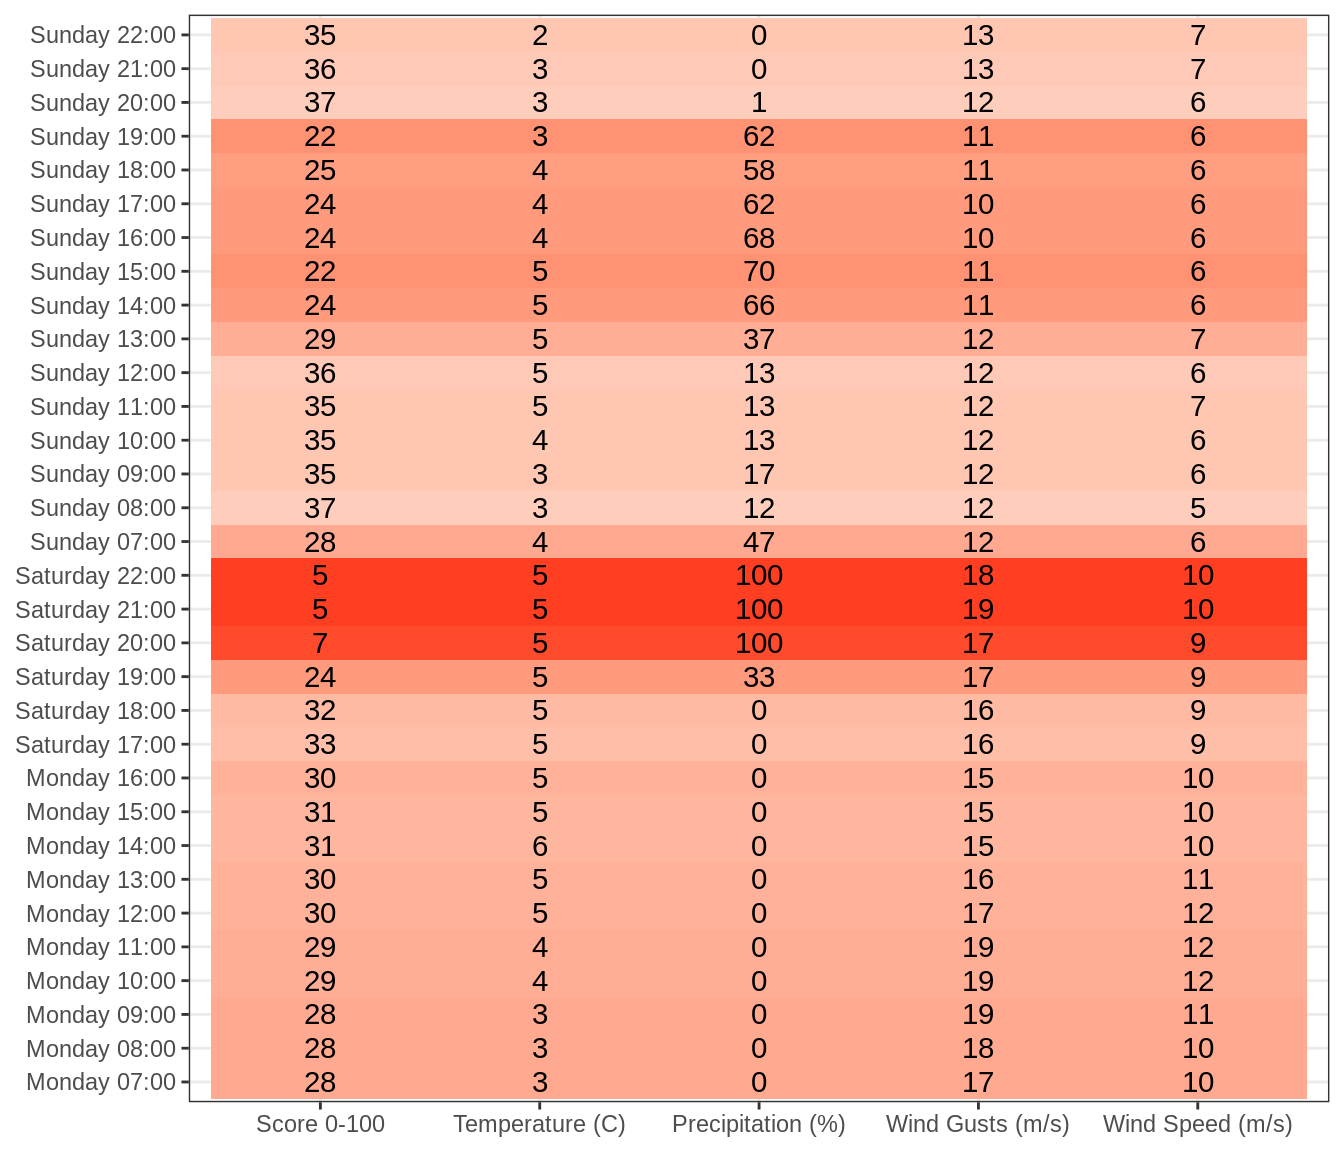 Sunday 22:00 35 2 0 13 7
Sunday 21:00 36 3 0 13 7
Sunday 20:00 37 3 1 12 6
Sunday 19:00 22 3 62 11 6
Sunday 18:00 25 4 58 11 6
Sunday 17:00 24 4 62 10 6
Sunday 16:00 24 4 68 10 6
Sunday 15:00 22 5 70 11 6
Sunday 14:00 24 5 66 11 6
Sunday 13:00 29 5 37 12 7
Sunday 12:00 36 5 13 12 6
Sunday 11:00 35 5 13 12 7
Sunday 10:00 35 4 13 12 6
Sunday 09:00 35 3 17 12 6
Sunday 08:00 37 3 12 12 5
Sunday 07:00 28 4 47 12 6
Saturday 22:00 5 5 100 18 10
Saturday 21:00 5 5 100 19 10
Saturday 20:00 7 5 100 17 9
Saturday 19:00 24 5 33 17 9
Saturday 18:00 32 5 0 16 9
Saturday 17:00 33 5 0 16 9
Monday 16:00 30 5 0 15 10
Monday 15:00 31 5 0 15 10
Monday 14:00 31 6 0 15 10
Monday 13:00 30 5 0 16 11
Monday 12:00 30 5 0 17 12
Monday 11:00 29 4 0 19 12
Monday 10:00 29 4 0 19 12
Monday 09:00 28 3 0 19 11
Monday 08:00 28 3 0 18 10
Monday 07:00 28 3 0 17 10
Score 0-100 Temperature (C) Precipitation (%) Wind Gusts (m/s) Wind Speed (m/s)